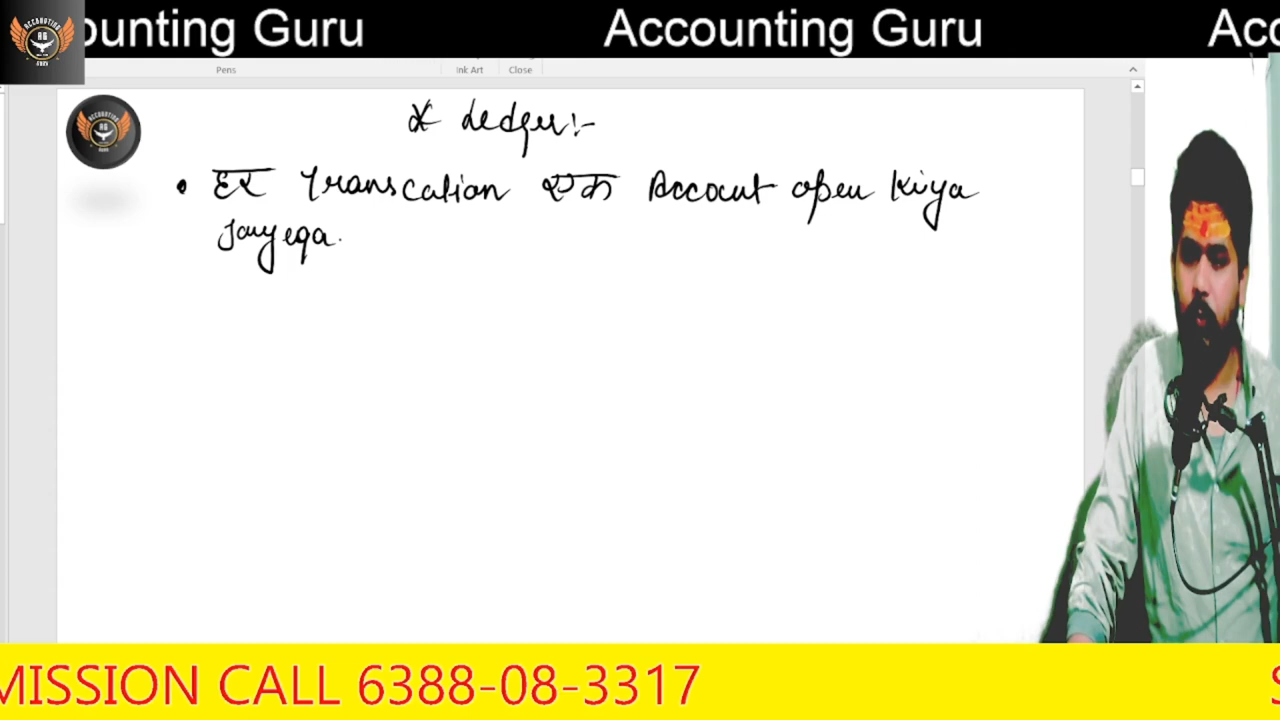 ounting Guru Accounting Guru Acc
Pens Ink Art Close
* Ledger:-
• हर Transcation एक Account open Kiya
Jayega.
MISSION CALL 6388-08-3317 S